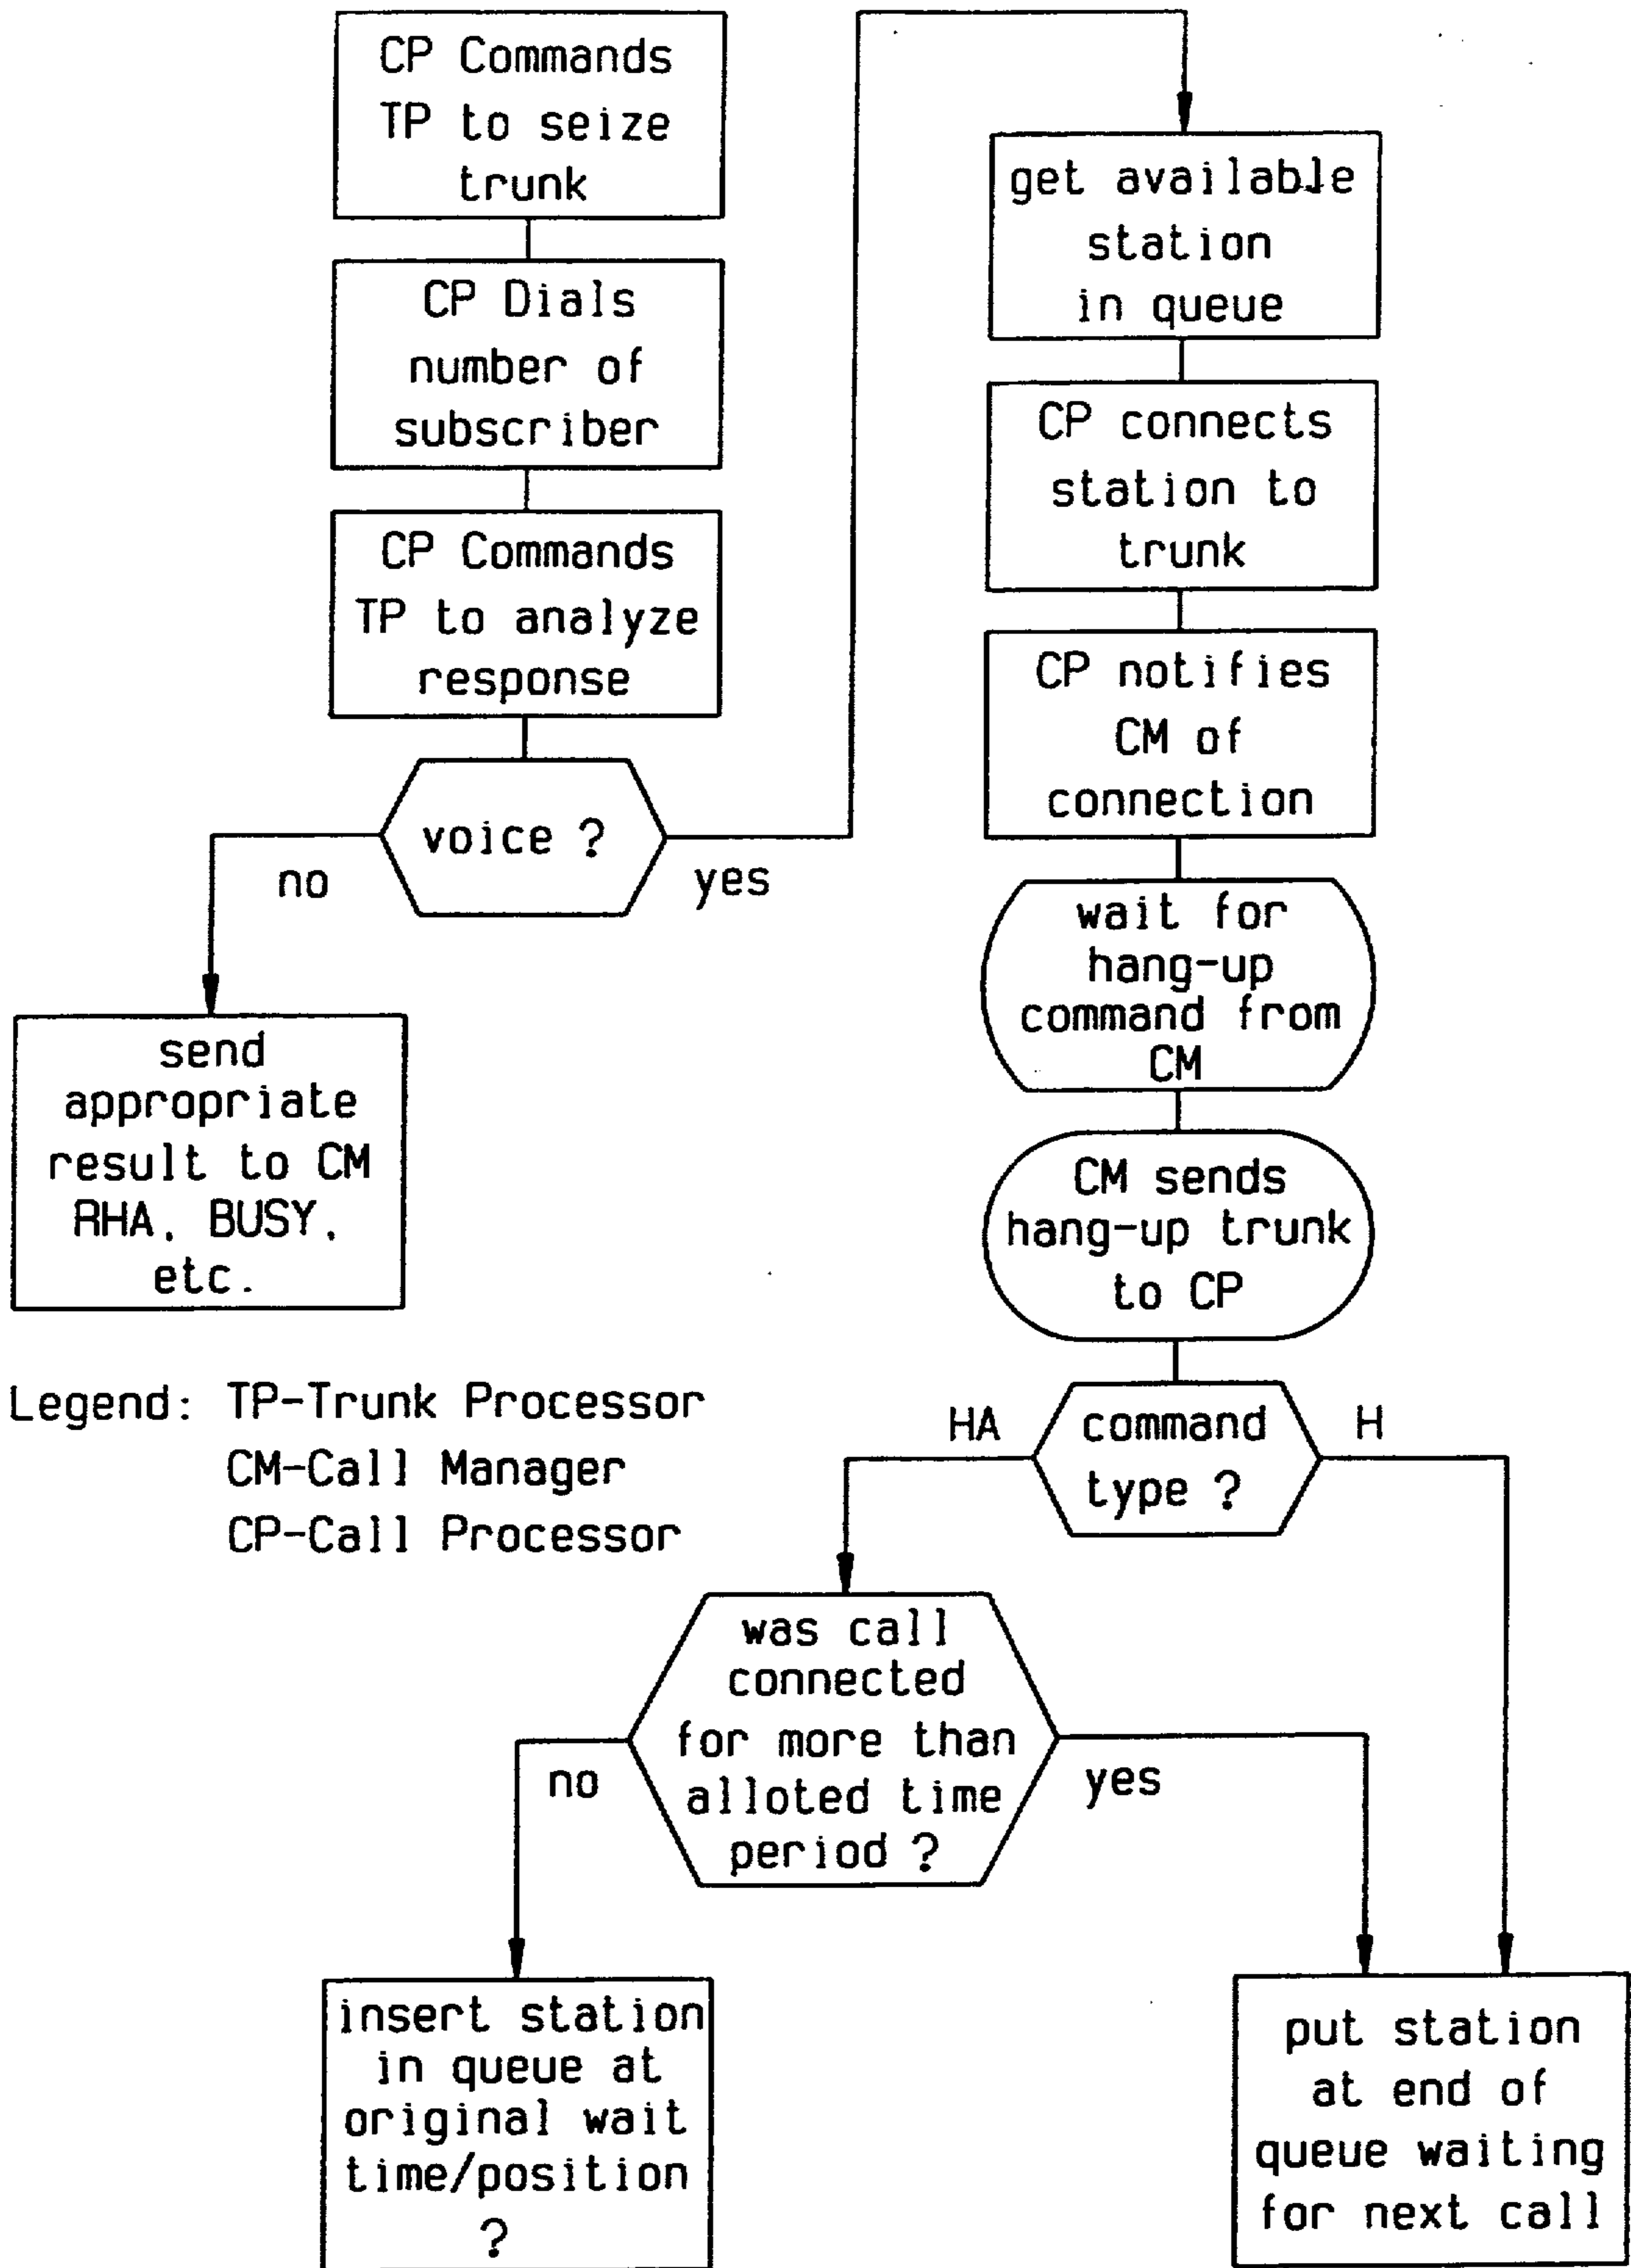 CP Commands
TP to seize
trunk
CP Dials
number of
subscriber
CP Commands
TP to analyze
response
voice ?
no
yes
send
appropriate
result to CM
RHA, BUSY,
etc.
get available
station
in queue
CP connects
station to
trunk
CP notifies
CM of
connection
wait for
hang-up
command from
CM
CM sends
hang-up trunk
to CP
command
type ?
HA
H
Legend: TP-Trunk Processor
CM-Call Manager
CP-Call Processor
was call
connected
for more than
alloted time
period ?
no
yes
insert station
in queue at
original wait
time/position
?
put station
at end of
queue waiting
for next call